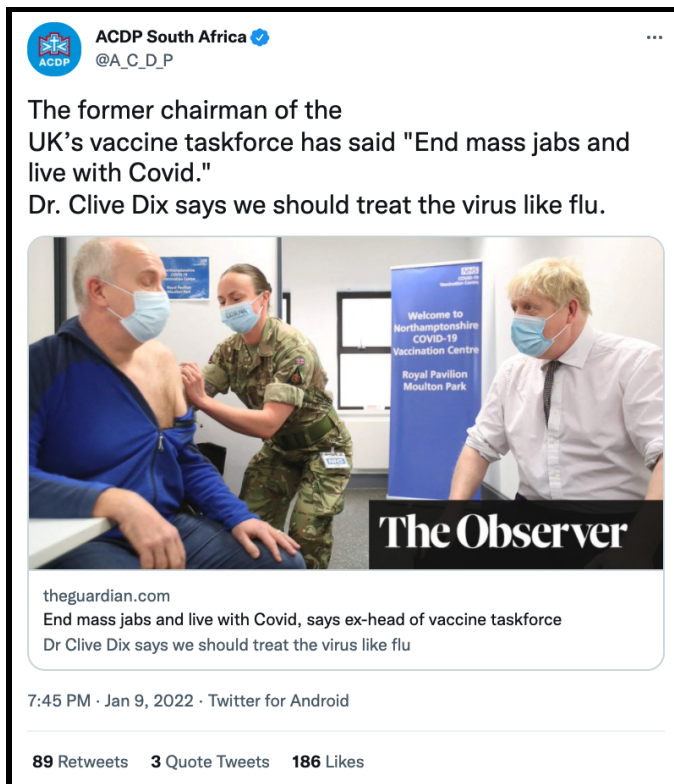 ACDP South Africa
@A_C_D_P
ACDP
The former chairman of the
UK’s vaccine taskforce has said "End mass jabs and
live with Covid."
Dr. Clive Dix says we should treat the virus like flu.
NHS
Welcome to
Northamptonshire
COVID-19
Vaccination Centre
Royal Pavilion
Moulton Park
NHS
The Observer
theguardian.com
End mass jabs and live with Covid, says ex-head of vaccine taskforce
Dr Clive Dix says we should treat the virus like flu
7:45 PM · Jan 9, 2022 · Twitter for Android
89 Retweets 3 Quote Tweets 186 Likes